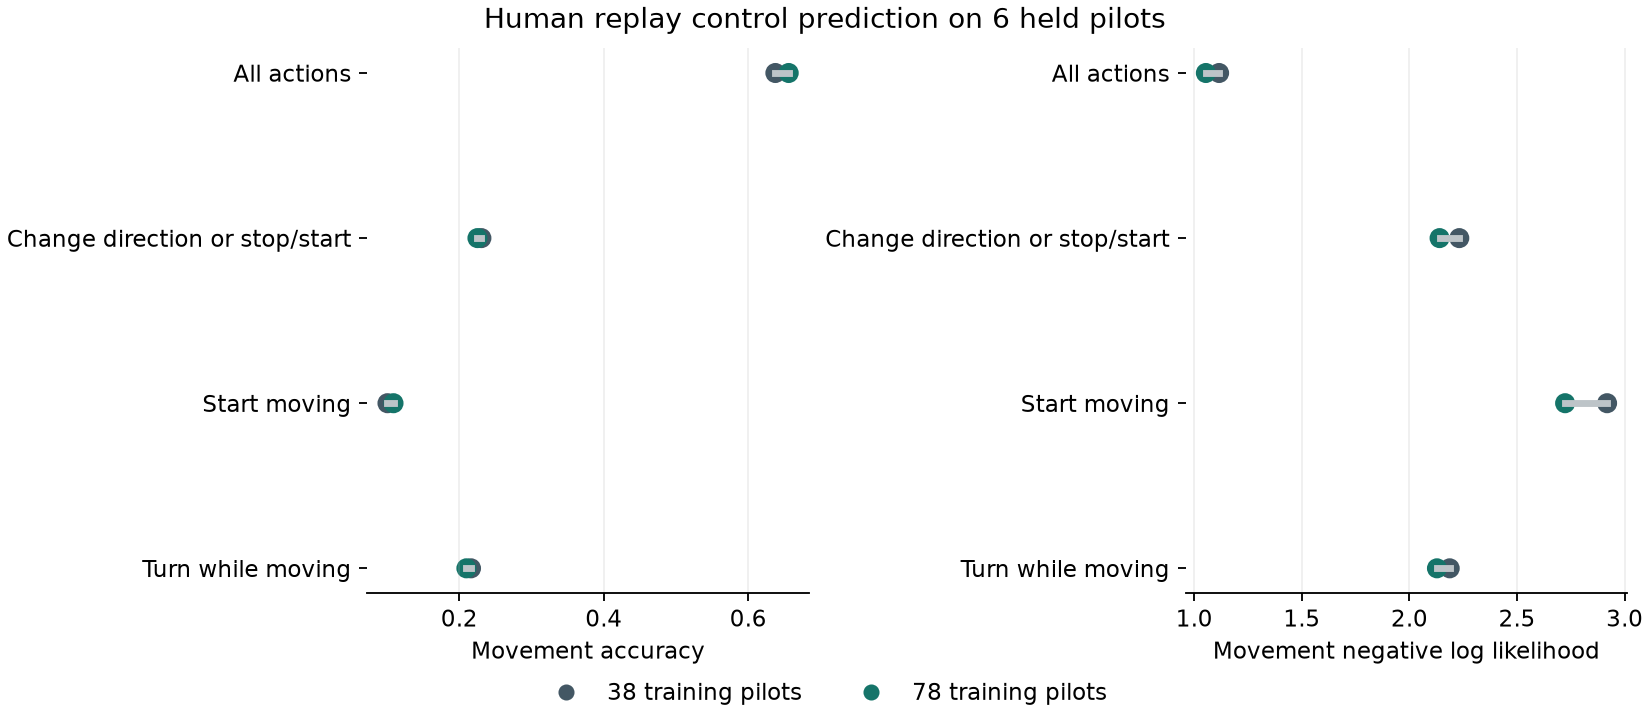 Human replay control prediction on 6 held pilots
All actions
Change direction or stop/start
Start moving
Turn while moving
0.2 0.4 0.6
Movement accuracy
All actions
Change direction or stop/start
Start moving
Turn while moving
1.0 1.5 2.0 2.5 3.0
Movement negative log likelihood
38 training pilots 78 training pilots